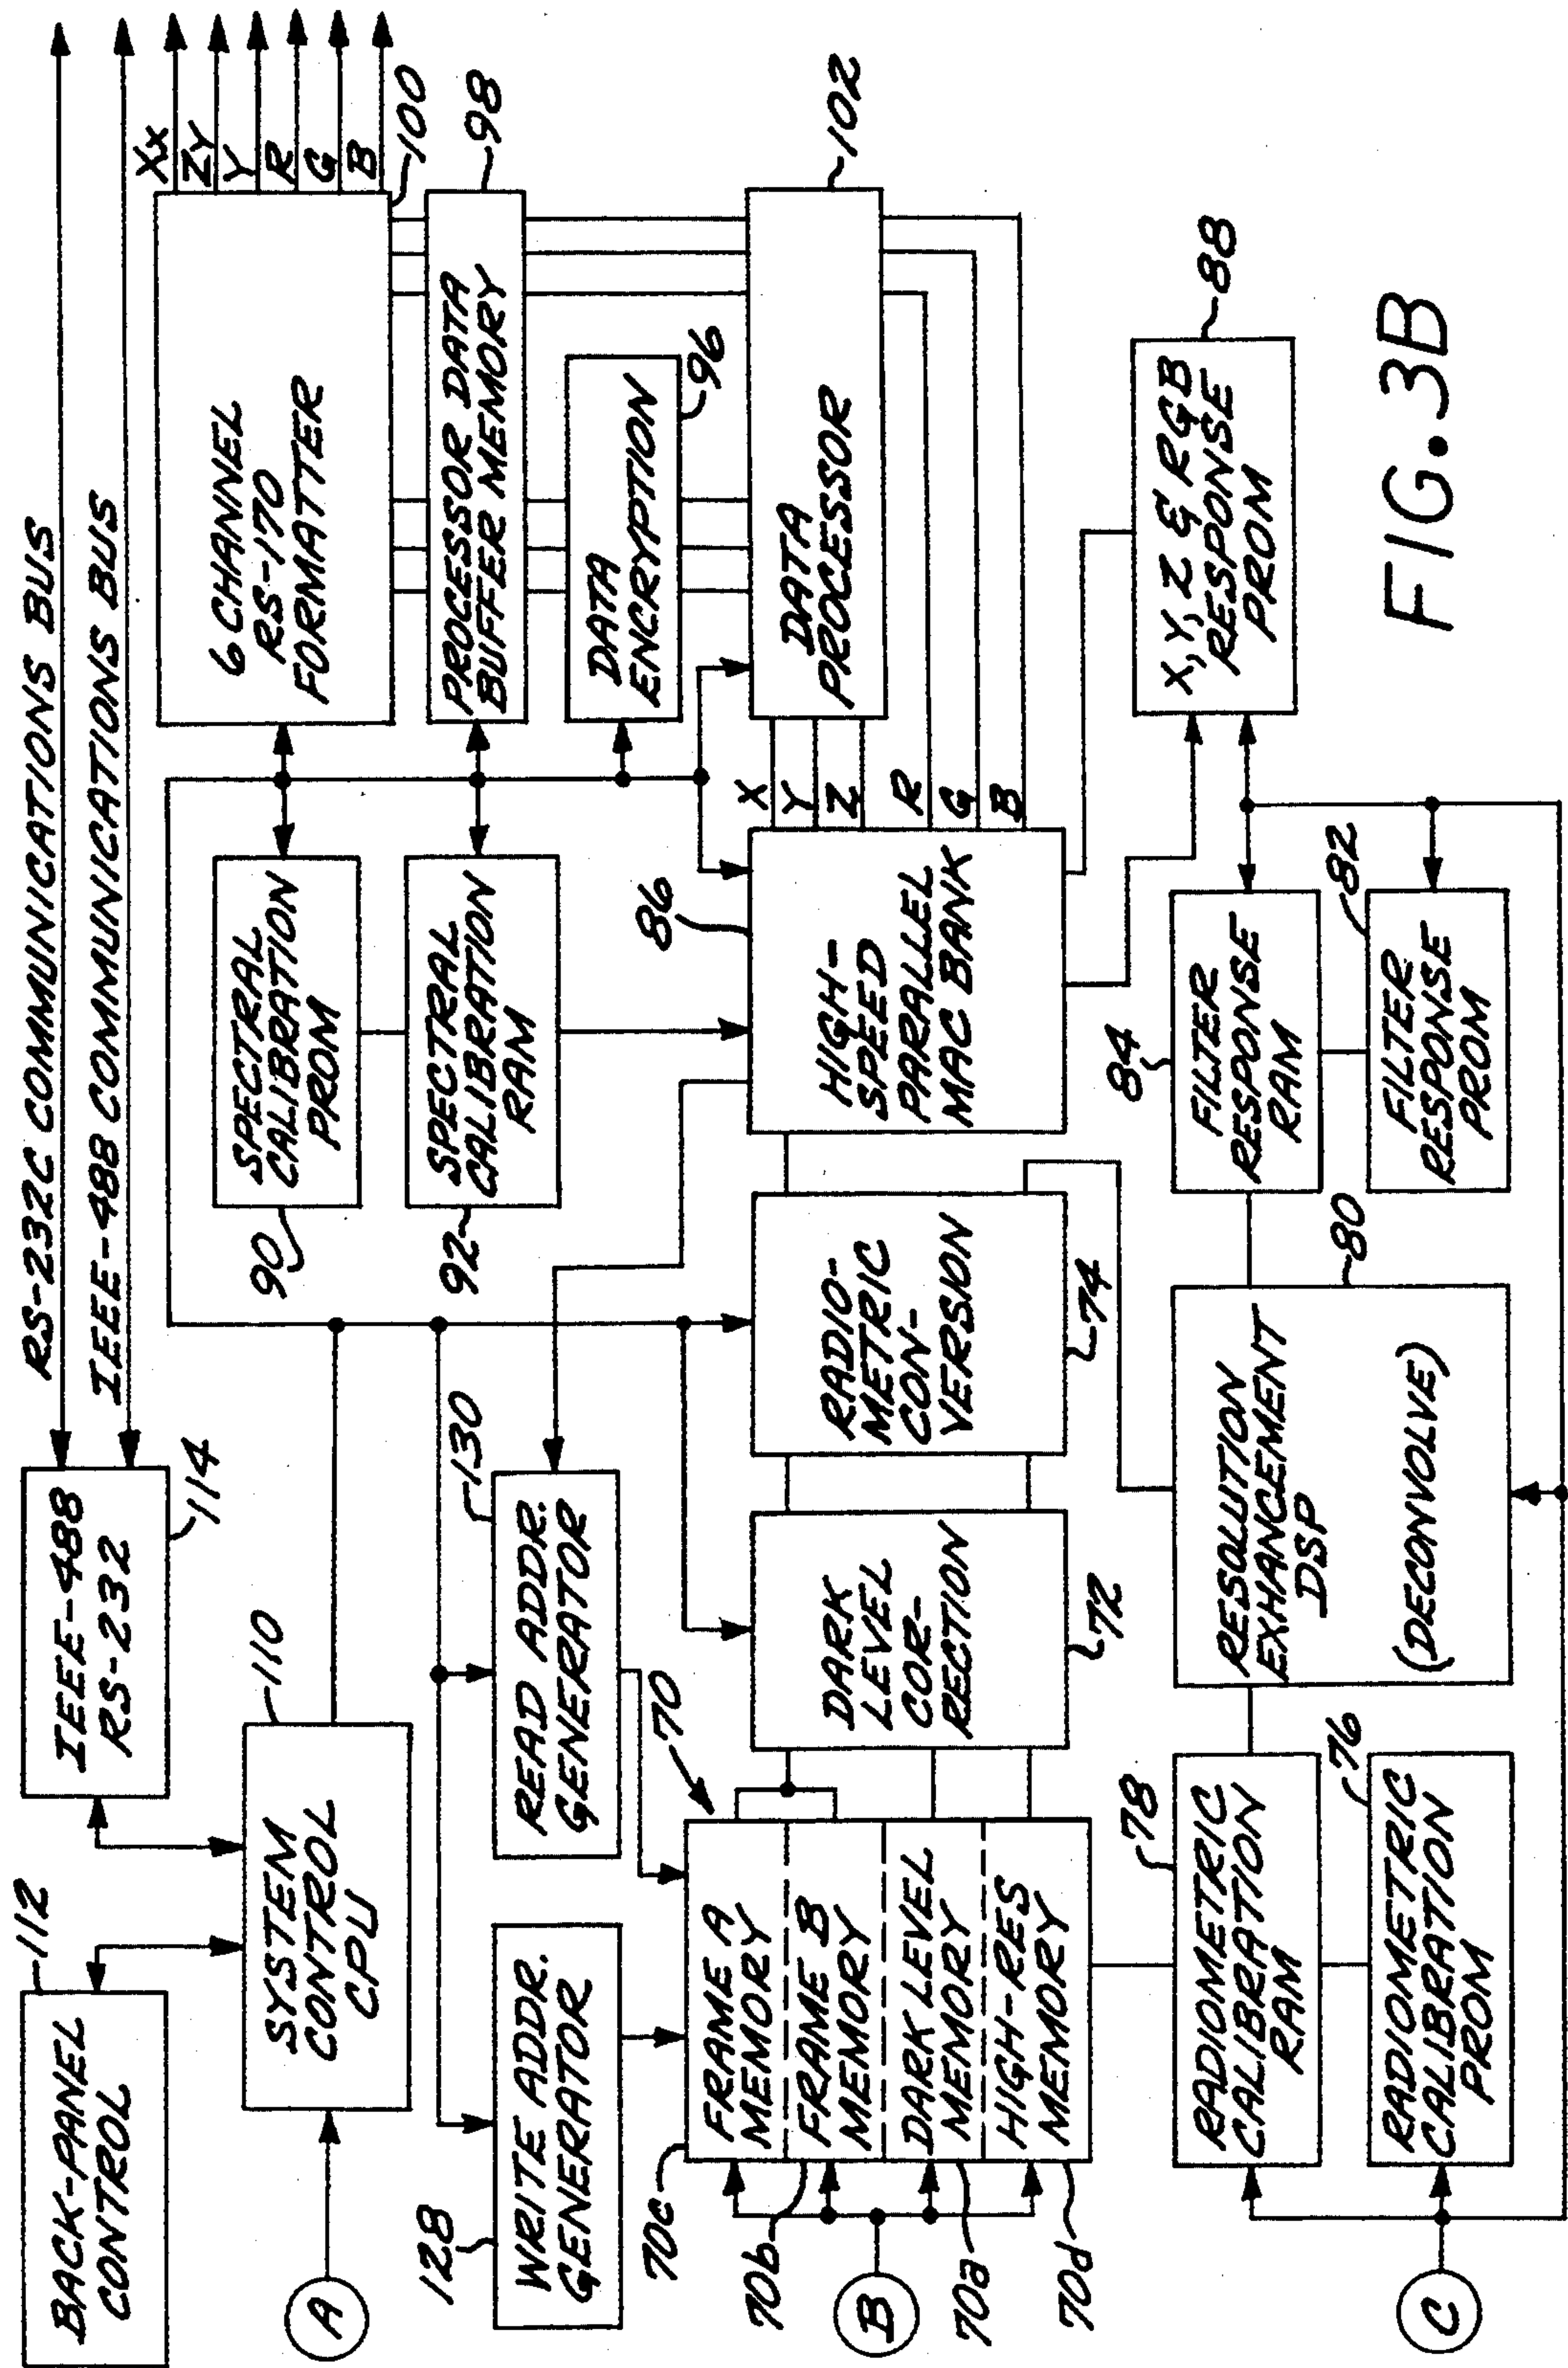 RS-232C COMMUNICATIONS BUS
IEEE-488 COMMUNICATIONS BUS
112
BACK-PANEL
CONTROL
IEEE-488
RS-232
114
110
SYSTEM
CONTROL
CPU
A
90
SPECTRAL
CALIBRATION
PROM
92
SPECTRAL
CALIBRATION
RAM
6 CHANNEL
RS-170
FORMATTER
Xx
ZY
Y
R
G
B
100
PROCESSOR DATA
BUFFER MEMORY
98
DATA
ENCRYPTION
96
128
WRITE ADDR.
GENERATOR
130
READ ADDR.
GENERATOR
70
70c
FRAME A
MEMORY
70b
FRAME B
MEMORY
B
70a
DARK LEVEL
MEMORY
70d
HIGH-RES
MEMORY
DARK
LEVEL
COR-
RECTION
72
RADIO-
METRIC
CON-
VERSION
74
86
HIGH-
SPEED
PARALLEL
MAC BANK
X
Y
Z
R
G
B
DATA
PROCESSOR
102
78
RADIOMETRIC
CALIBRATION
RAM
76
RADIOMETRIC
CALIBRATION
PROM
C
RESOLUTION
EXHANCEMENT
DSP
(DECONVOLVE)
80
84
FILTER
RESPONSE
RAM
82
FILTER
RESPONSE
PROM
X,Y,Z & RGB
RESPONSE
PROM
88
FIG. 3B